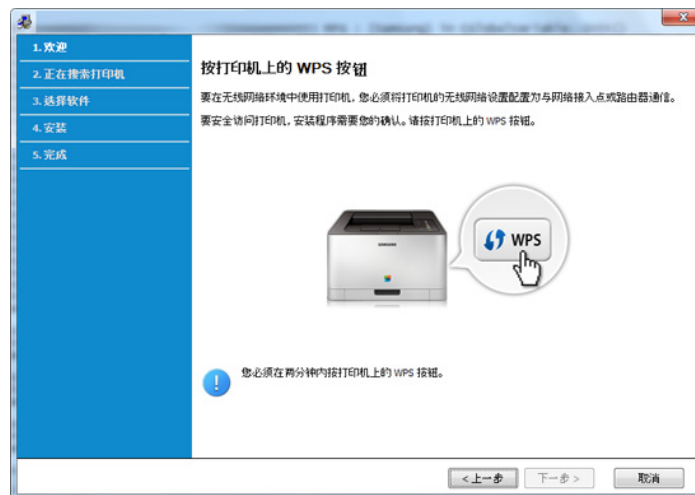 1. 欢迎
2. 正在搜索打印机
3. 选择软件
4. 安装
5. 完成
按打印机上的 WPS 按钮
要在无线网络环境中使用打印机, 您必须将打印机的无线网络设置配置为与网络接入点或路由器通信。
要安全访问打印机, 安装程序需要您的确认。请按打印机上的 WPS 按钮。
SAMSUNG
WPS
您必须在两分钟内按打印机上的 WPS 按钮。
<上一步
下一步>
取消